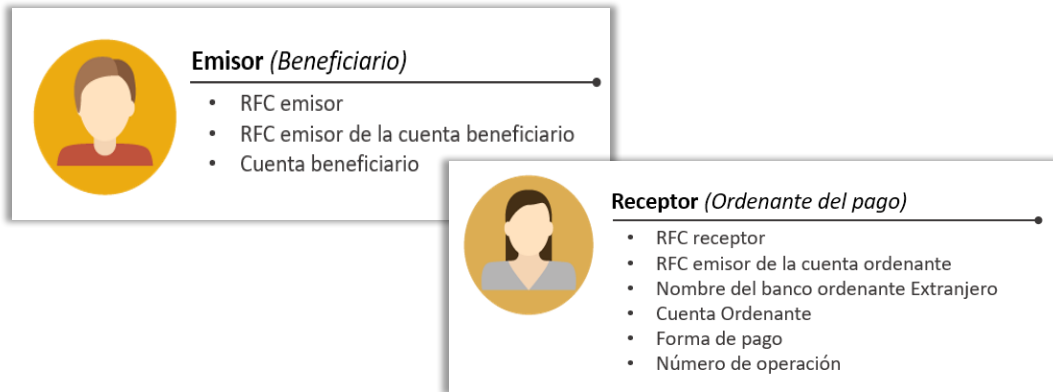 Emisor (Beneficiario)
• RFC emisor
• RFC emisor de la cuenta beneficiario
• Cuenta beneficiario
Receptor (Ordenante del pago)
• RFC receptor
• RFC emisor de la cuenta ordenante
• Nombre del banco ordenante Extranjero
• Cuenta Ordenante
• Forma de pago
• Número de operación